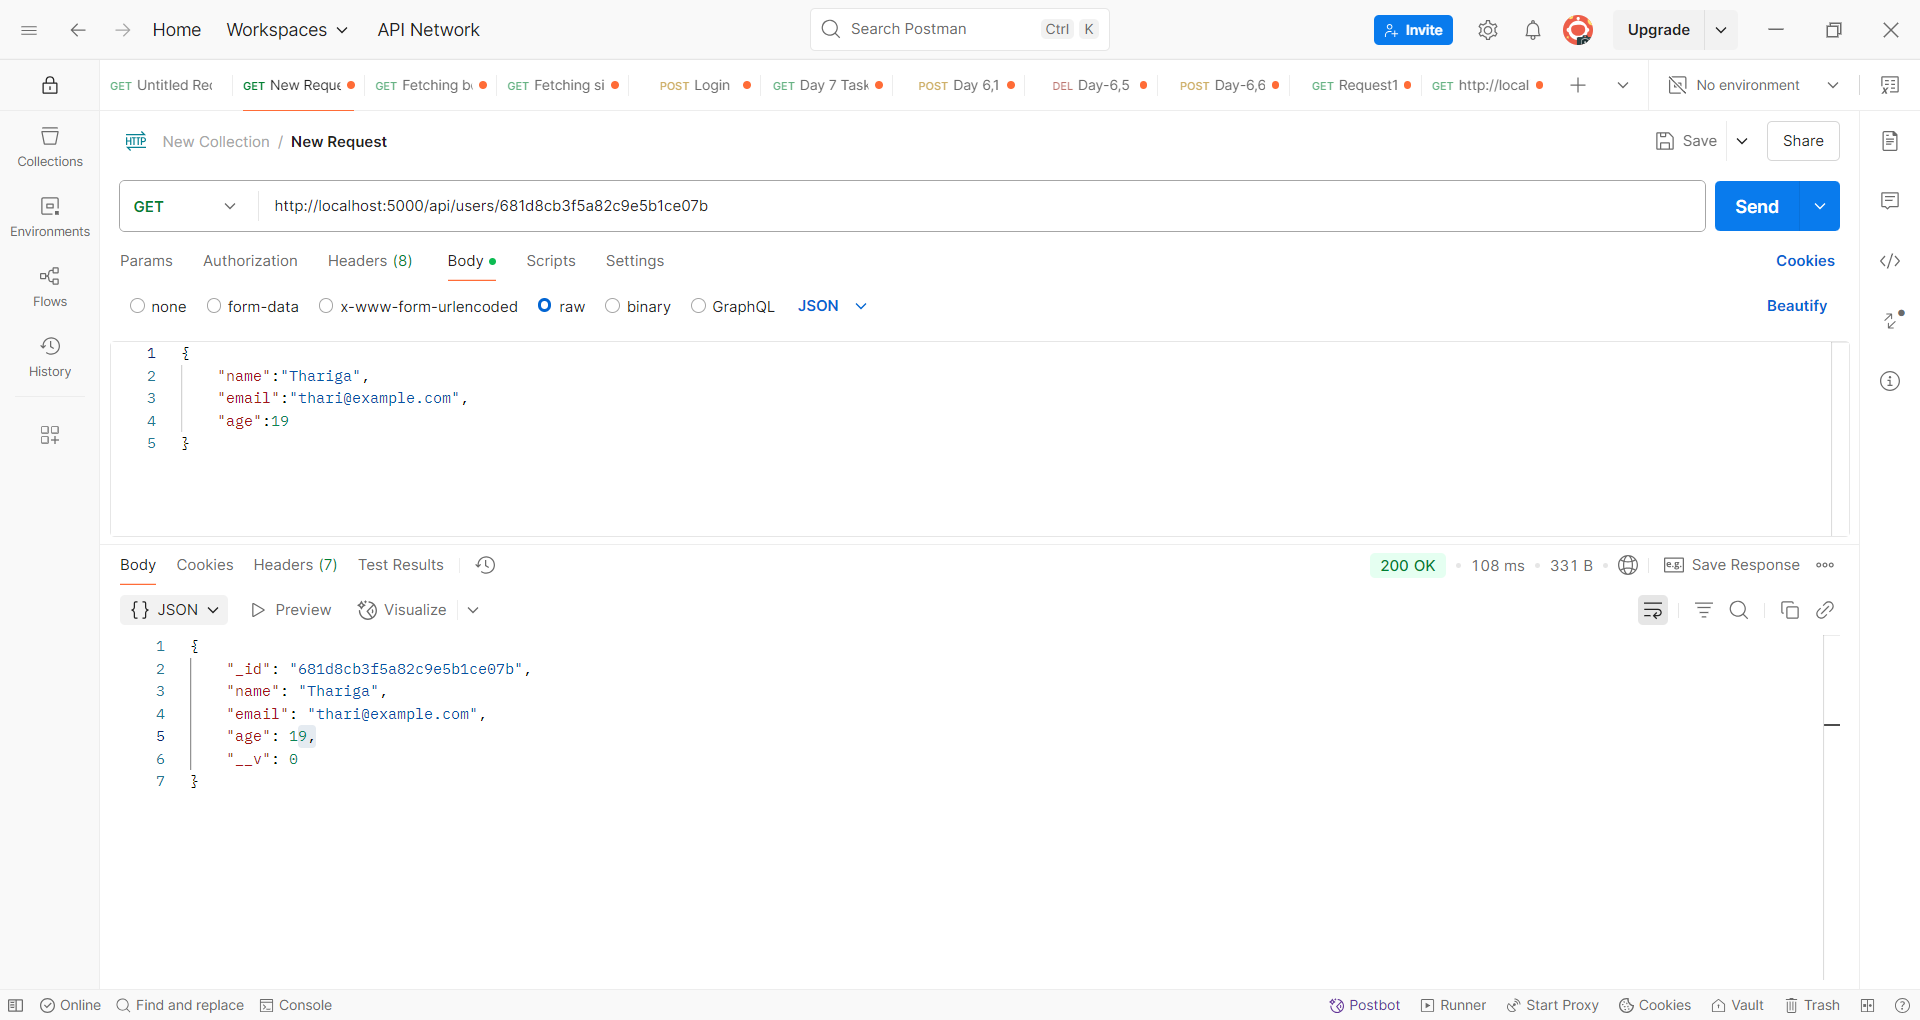 Home Workspaces API Network Search Postman Ctrl K Invite Upgrade
GET Untitled Rec GET New Reque GET Fetching b GET Fetching si POST Login GET Day 7 Task POST Day 6,1 DEL Day-6,5 POST Day-6,6 GET Request1 GET http://local No environment
HTTP New Collection / New Request Save Share
GET http://localhost:5000/api/users/681d8cb3f5a82c9e5b1ce07b Send
Params Authorization Headers (8) Body Scripts Settings Cookies
none form-data x-www-form-urlencoded raw binary GraphQL JSON Beautify
Collections
Environments
Flows
History
1 {
2 "name":"Thariga",
3 "email":"thari@example.com",
4 "age":19
5 }
Body Cookies Headers (7) Test Results 200 OK 108 ms 331 B e.g. Save Response
{} JSON Preview Visualize
1 {
2 "_id": "681d8cb3f5a82c9e5b1ce07b",
3 "name": "Thariga",
4 "email": "thari@example.com",
5 "age": 19,
6 "__v": 0
7 }
Online Find and replace Console Postbot Runner Start Proxy Cookies Vault Trash